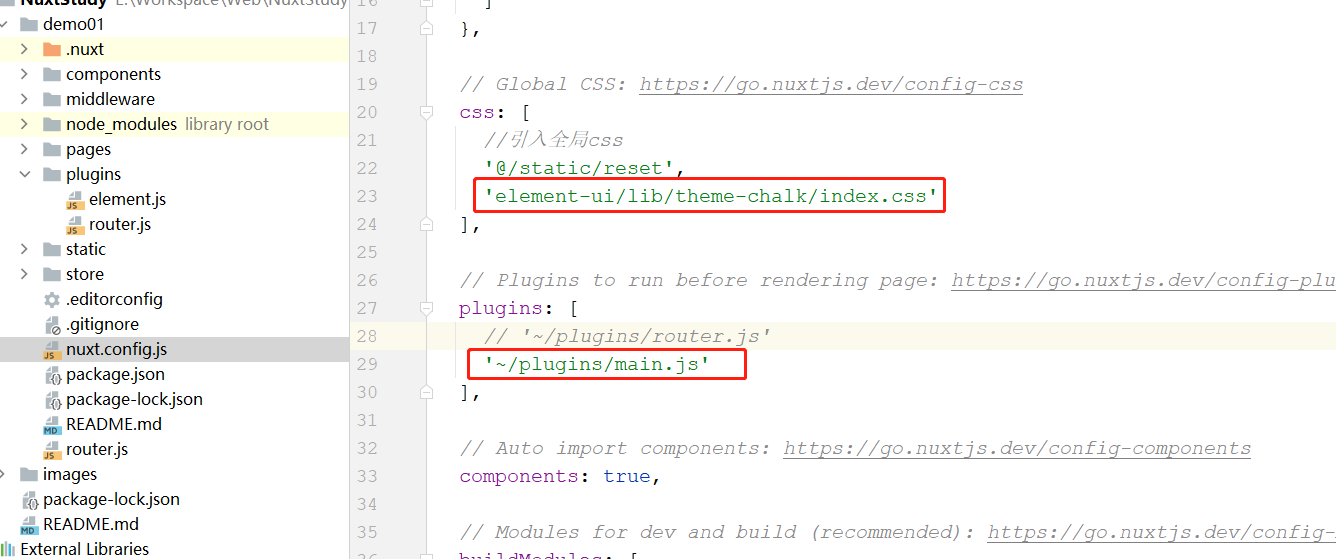 NuxtStudy E:\Workspace\Web\NuxtStudy
demo01
.nuxt
components
middleware
node_modules library root
pages
plugins
element.js
router.js
static
store
.editorconfig
.gitignore
nuxt.config.js
package.json
package-lock.json
README.md
router.js
images
package-lock.json
README.md
External Libraries
16 ]
17 },
18
19 // Global CSS: https://go.nuxtjs.dev/config-css
20 css: [
21 //引入全局css
22 '@/static/reset',
23 'element-ui/lib/theme-chalk/index.css'
24 ],
25
26 // Plugins to run before rendering page: https://go.nuxtjs.dev/config-plu
27 plugins: [
28 // '~/plugins/router.js'
29 '~/plugins/main.js'
30 ],
31
32 // Auto import components: https://go.nuxtjs.dev/config-components
33 components: true,
34
35 // Modules for dev and build (recommended): https://go.nuxtjs.dev/config-
36 buildModules: [